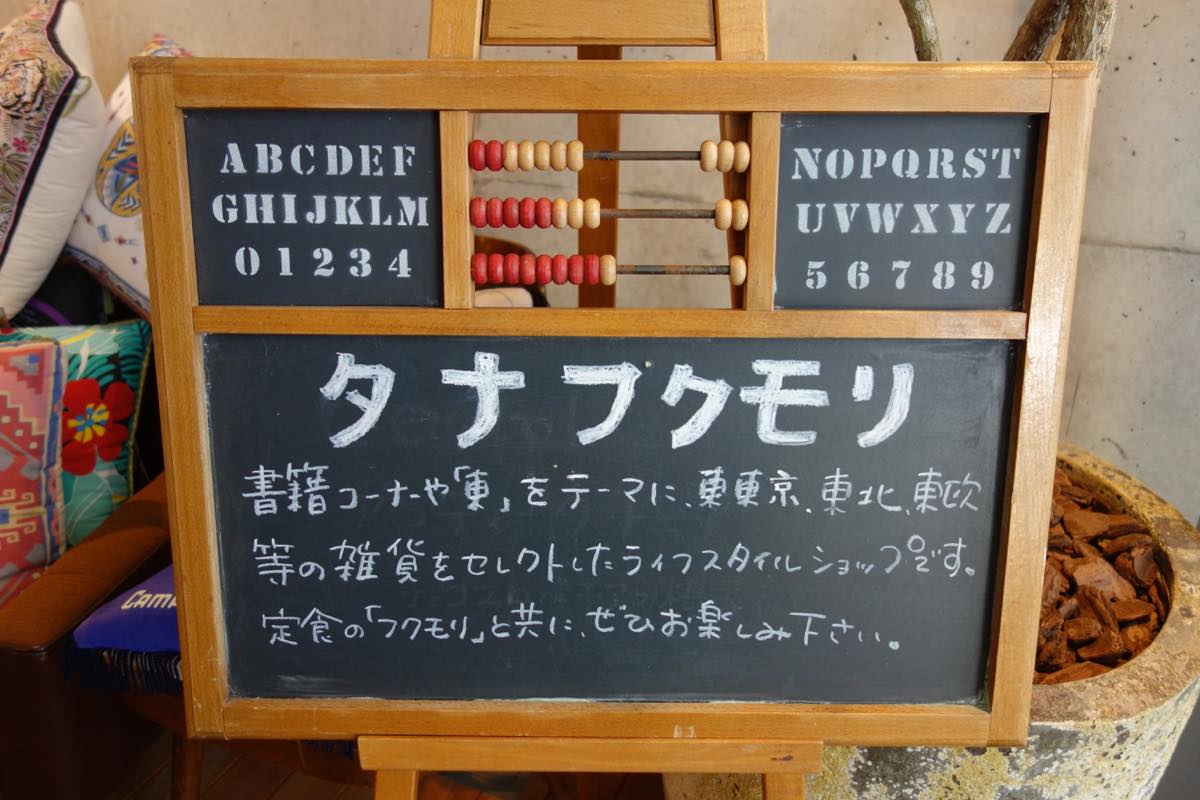 ABCDEF
GHIJKLM
01234
NOPQRST
UVWXYZ
56789
タナフクモリ
書籍コーナーや「東」をテーマに、東東京、東北、東欧
等の雑貨をセレクトしたライフスタイルショップです。
定食の「フクモリ」と共に、ぜひお楽しみ下さい。
CAMP